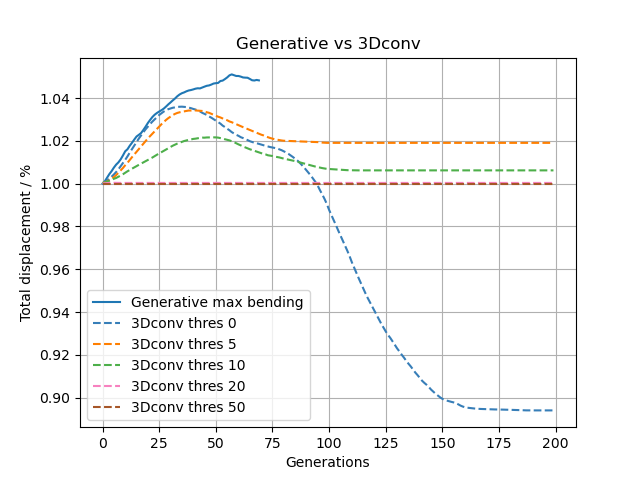 Generative vs 3Dconv
Total displacement / %
1.04
1.02
1.00
0.98
0.96
0.94
0.92
0.90
Generative max bending
3Dconv thres 0
3Dconv thres 5
3Dconv thres 10
3Dconv thres 20
3Dconv thres 50
0 25 50 75 100 125 150 175 200
Generations